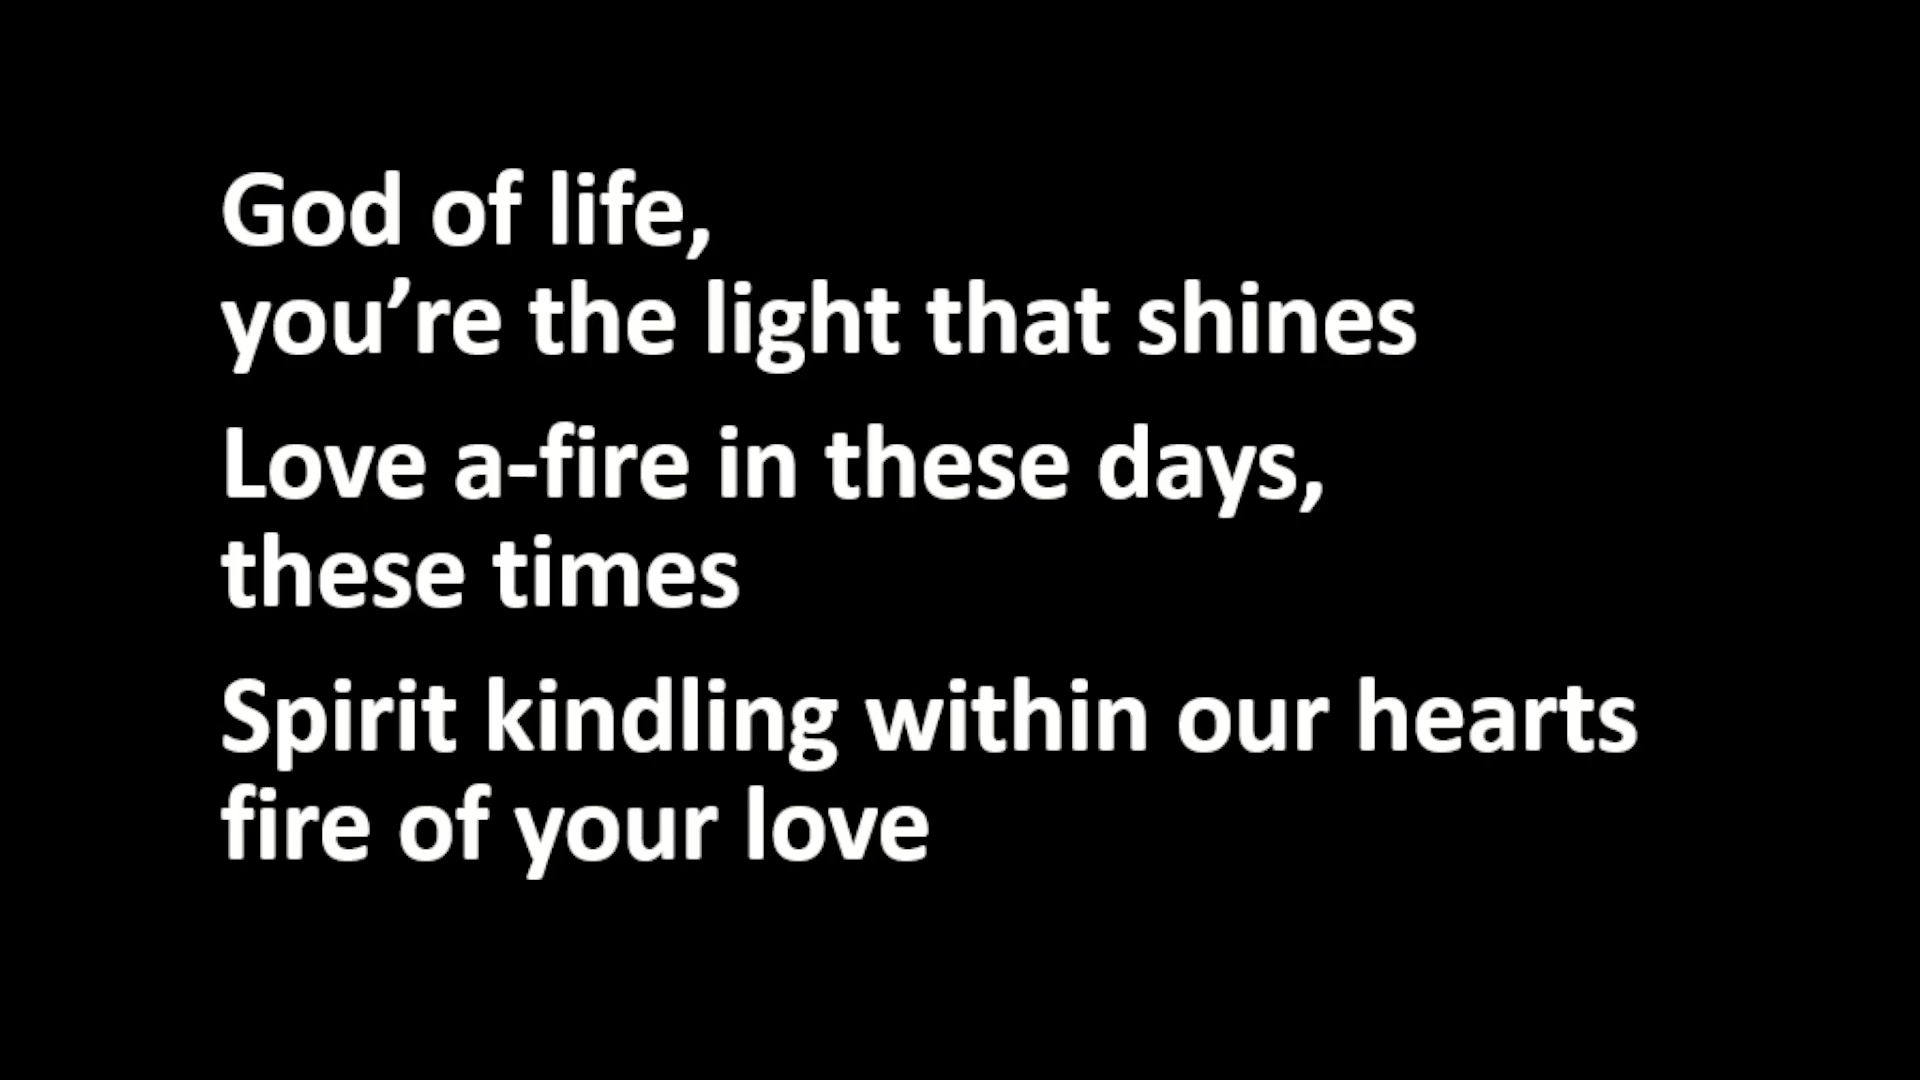 God of life,
you’re the light that shines
Love a-fire in these days,
these times
Spirit kindling within our hearts
fire of your love